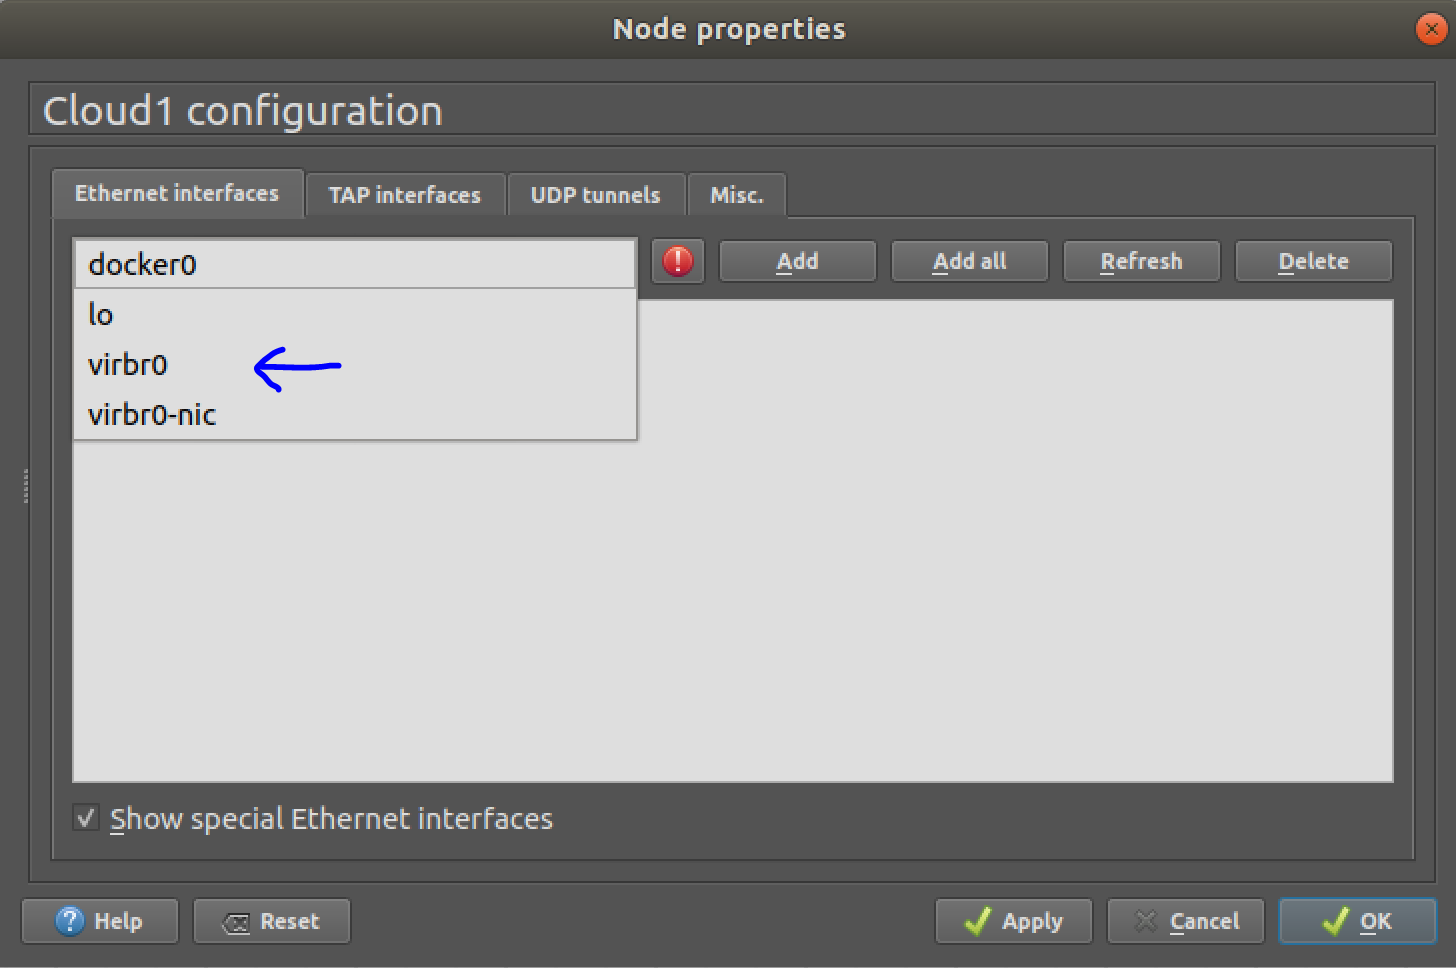 Node properties
Cloud1 configuration
Ethernet interfaces TAP interfaces UDP tunnels Misc.
docker0 Add Add all Refresh Delete
lo
virbr0
virbr0-nic
Show special Ethernet interfaces
Help Reset Apply Cancel OK